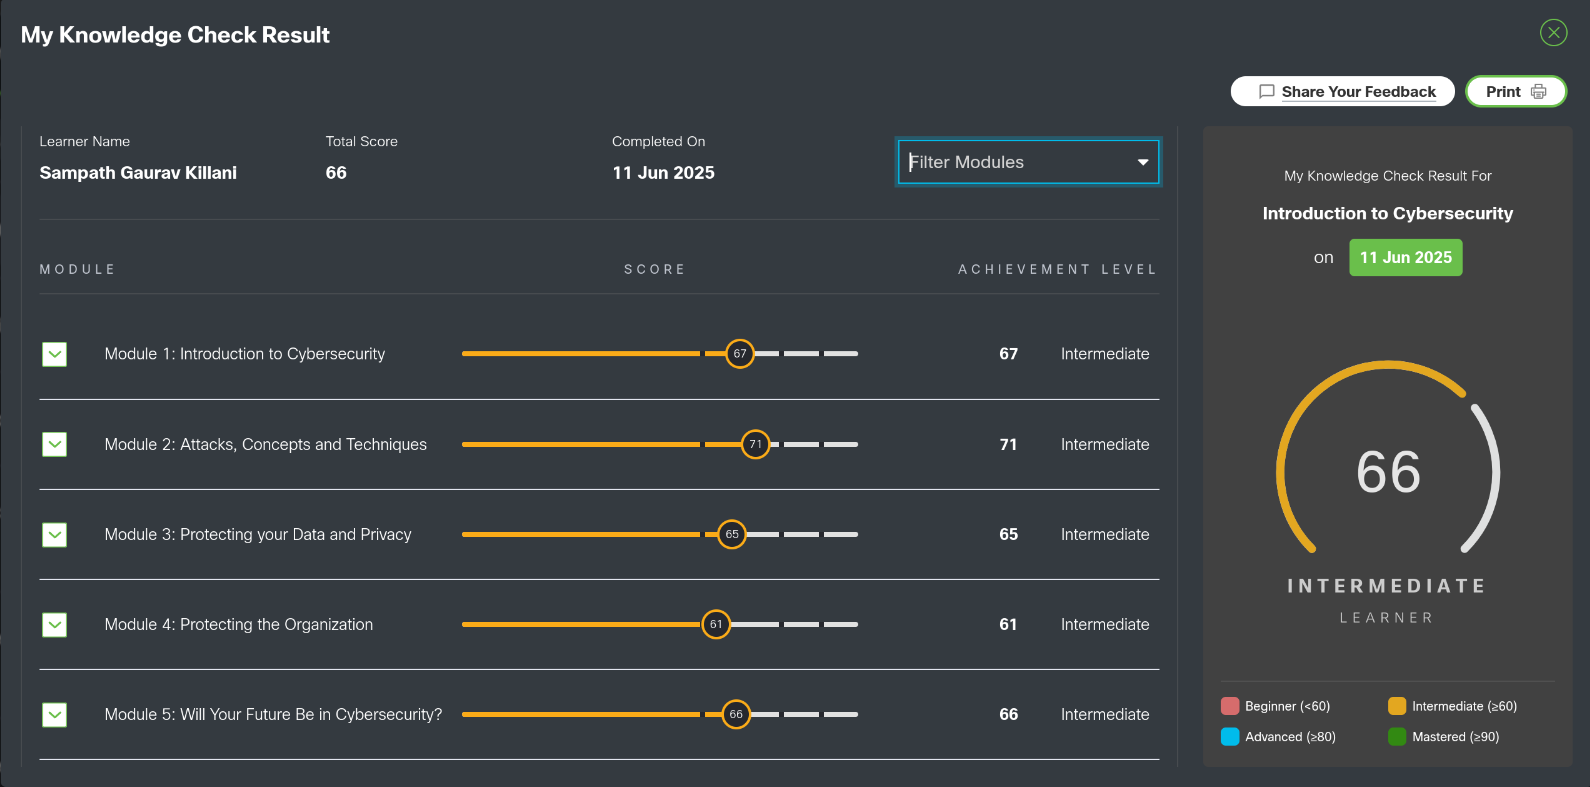 My Knowledge Check Result
Share Your Feedback
Print
Learner Name
Sampath Gaurav Killani
Total Score
66
Completed On
11 Jun 2025
Filter Modules
MODULE SCORE ACHIEVEMENT LEVEL
Module 1: Introduction to Cybersecurity 67 67 Intermediate
Module 2: Attacks, Concepts and Techniques 71 71 Intermediate
Module 3: Protecting your Data and Privacy 65 65 Intermediate
Module 4: Protecting the Organization 61 61 Intermediate
Module 5: Will Your Future Be in Cybersecurity? 66 66 Intermediate
My Knowledge Check Result For
Introduction to Cybersecurity
on 11 Jun 2025
66
INTERMEDIATE
LEARNER
Beginner (<60) Intermediate (≥60)
Advanced (≥80) Mastered (≥90)